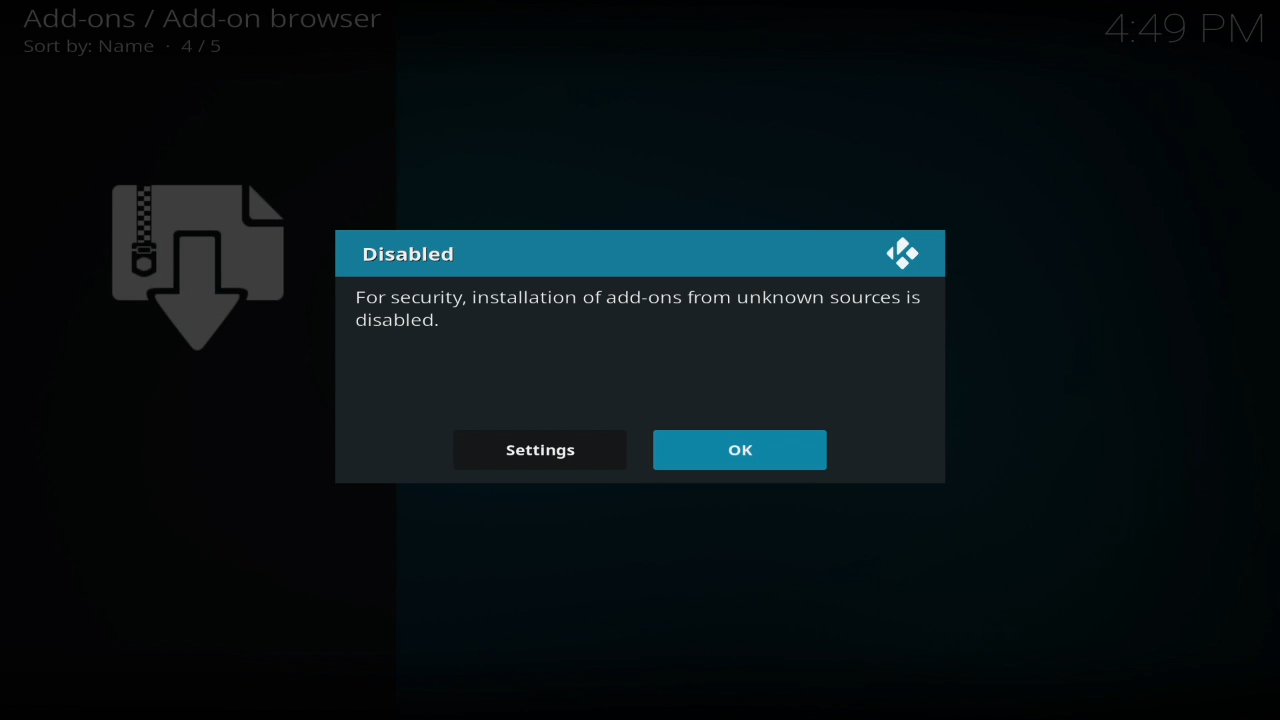 Add-ons / Add-on browser
Sort by: Name · 4 / 5
4:49 PM
Disabled
For security, installation of add-ons from unknown sources is
disabled.
Settings
OK